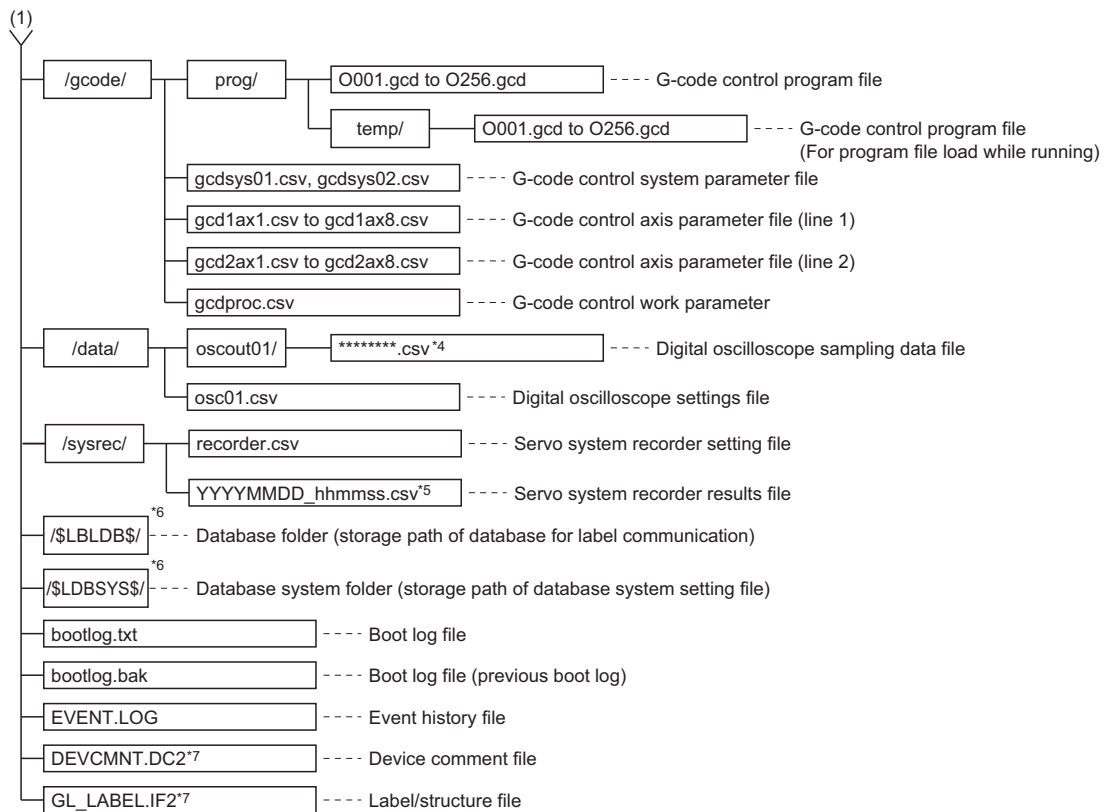 (1)
/gcode/ prog/ O001.gcd to O256.gcd G-code control program file
temp/ O001.gcd to O256.gcd G-code control program file
(For program file load while running)
gcdsys01.csv, gcdsys02.csv G-code control system parameter file
gcd1ax1.csv to gcd1ax8.csv G-code control axis parameter file (line 1)
gcd2ax1.csv to gcd2ax8.csv G-code control axis parameter file (line 2)
gcdproc.csv G-code control work parameter
/data/ oscout01/ ********.csv*4 Digital oscilloscope sampling data file
osc01.csv Digital oscilloscope settings file
/sysrec/ recorder.csv Servo system recorder setting file
YYYYMMDD_hhmmss.csv*5 Servo system recorder results file
/$LBLDB$/*6 Database folder (storage path of database for label communication)
/$LDBSYS$/*6 Database system folder (storage path of database system setting file)
bootlog.txt Boot log file
bootlog.bak Boot log file (previous boot log)
EVENT.LOG Event history file
DEVCMNT.DC2*7 Device comment file
GL_LABEL.IF2*7 Label/structure file